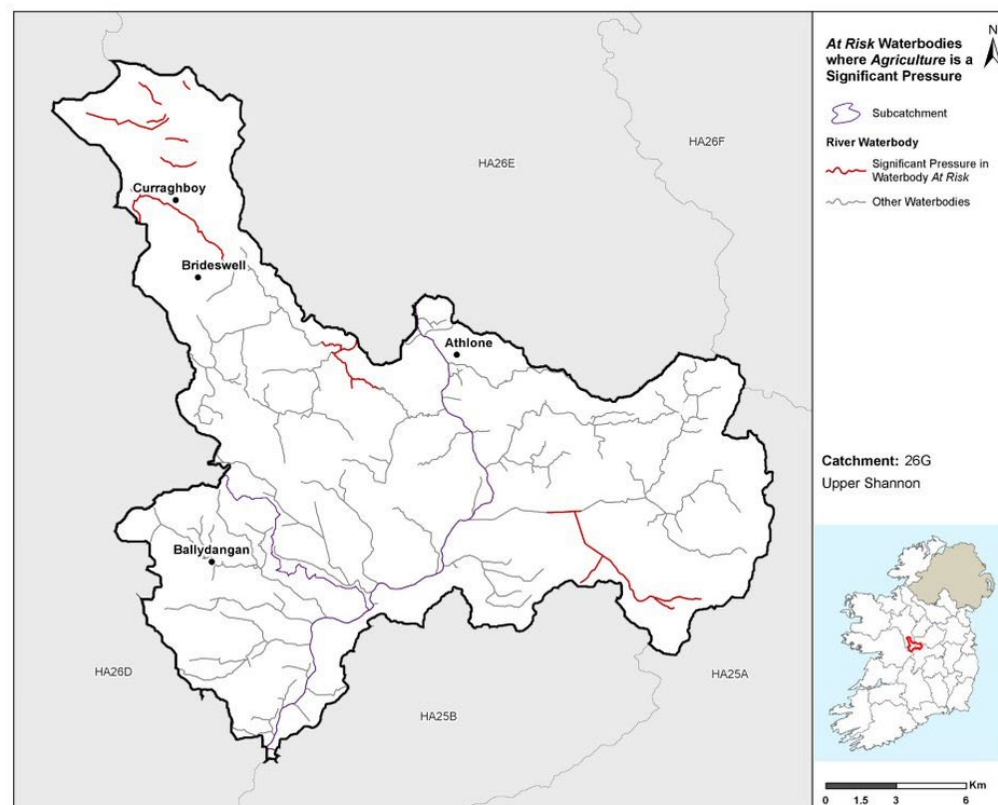 At Risk Waterbodies
where Agriculture is a
Significant Pressure
N
Subcatchment
River Waterbody
Significant Pressure in
Waterbody At Risk
Other Waterbodies
HA26F
HA26E
Curraghboy
Brideswell
Athlone
Catchment: 26G
Upper Shannon
Ballydangan
HA26D
HA25A
HA25B
Km
0 1.5 3 6